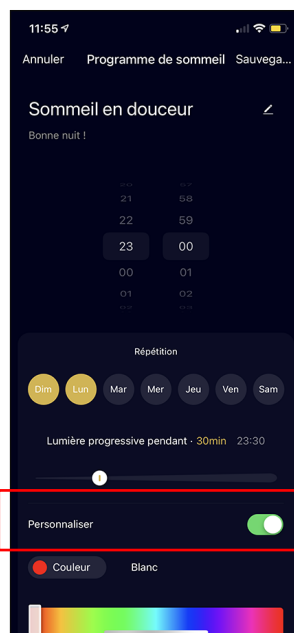 11:55
Annuler Programme de sommeil Sauvega...
Sommeil en douceur
Bonne nuit !
20 57
21 58
22 59
23 00
00 01
01 02
Répétition
Dim Lun Mar Mer Jeu Ven Sam
Lumière progressive pendant · 30min 23:30
Personnaliser
Couleur Blanc